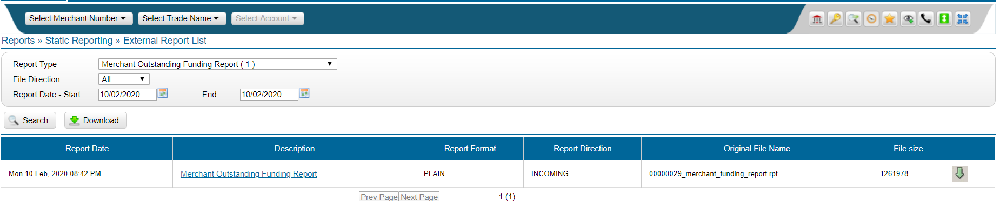 Select Merchant Number Select Trade Name Select Account
Reports » Static Reporting » External Report List
Report Type Merchant Outstanding Funding Report ( 1 )
File Direction All
Report Date - Start: 10/02/2020 End: 10/02/2020
Search Download
Report Date Description Report Format Report Direction Original File Name File size
Mon 10 Feb, 2020 08:42 PM Merchant Outstanding Funding Report PLAIN INCOMING 00000029_merchant_funding_report.rpt 1261978
Prev Page Next Page 1 (1)